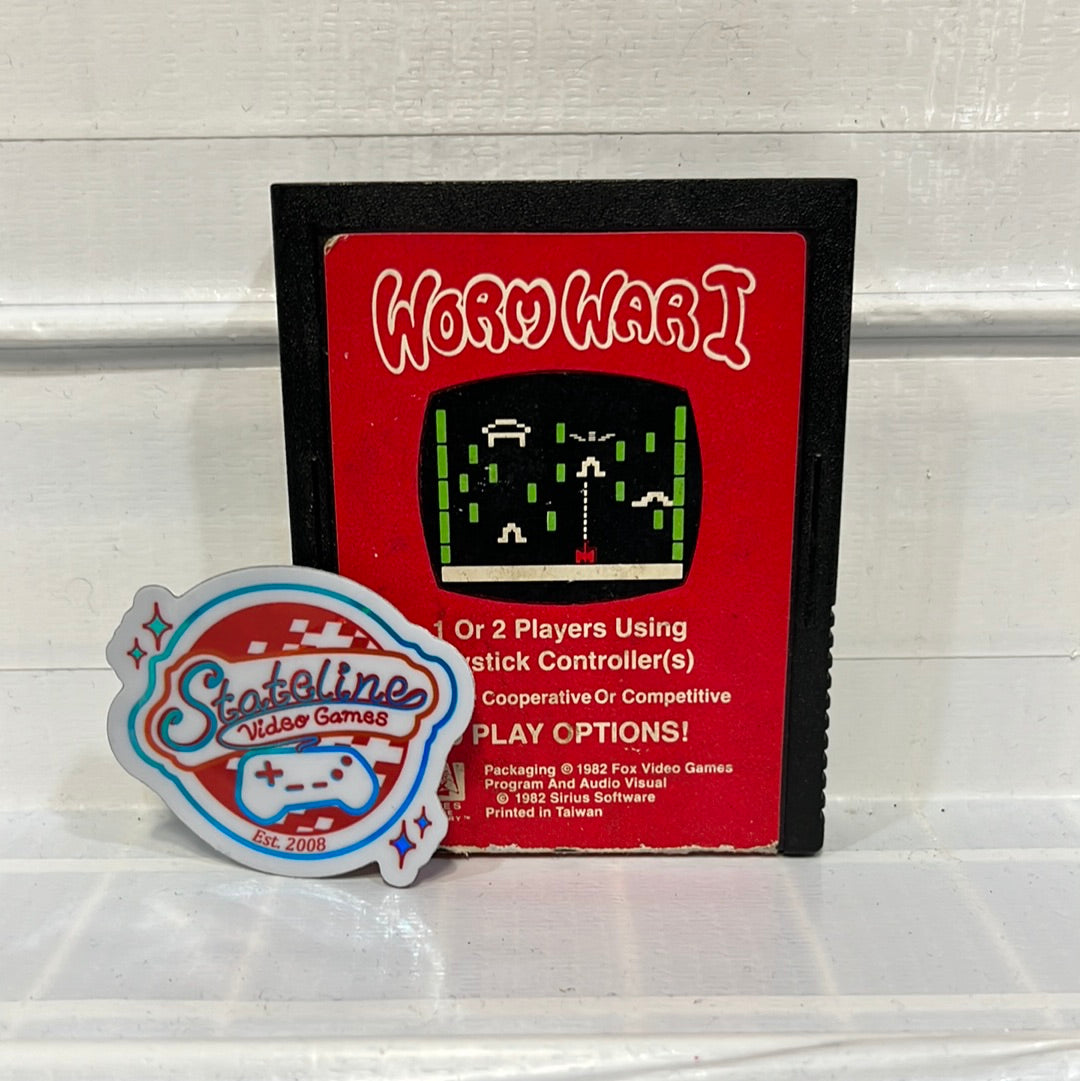 WORM WAR I
1 Or 2 Players Using
ystick Controller(s)
Cooperative Or Competitive
PLAY OPTIONS!
Packaging © 1982 Fox Video Games
Program And Audio Visual
© 1982 Sirius Software
Printed in Taiwan
Stateline
Video Games
Est. 2008